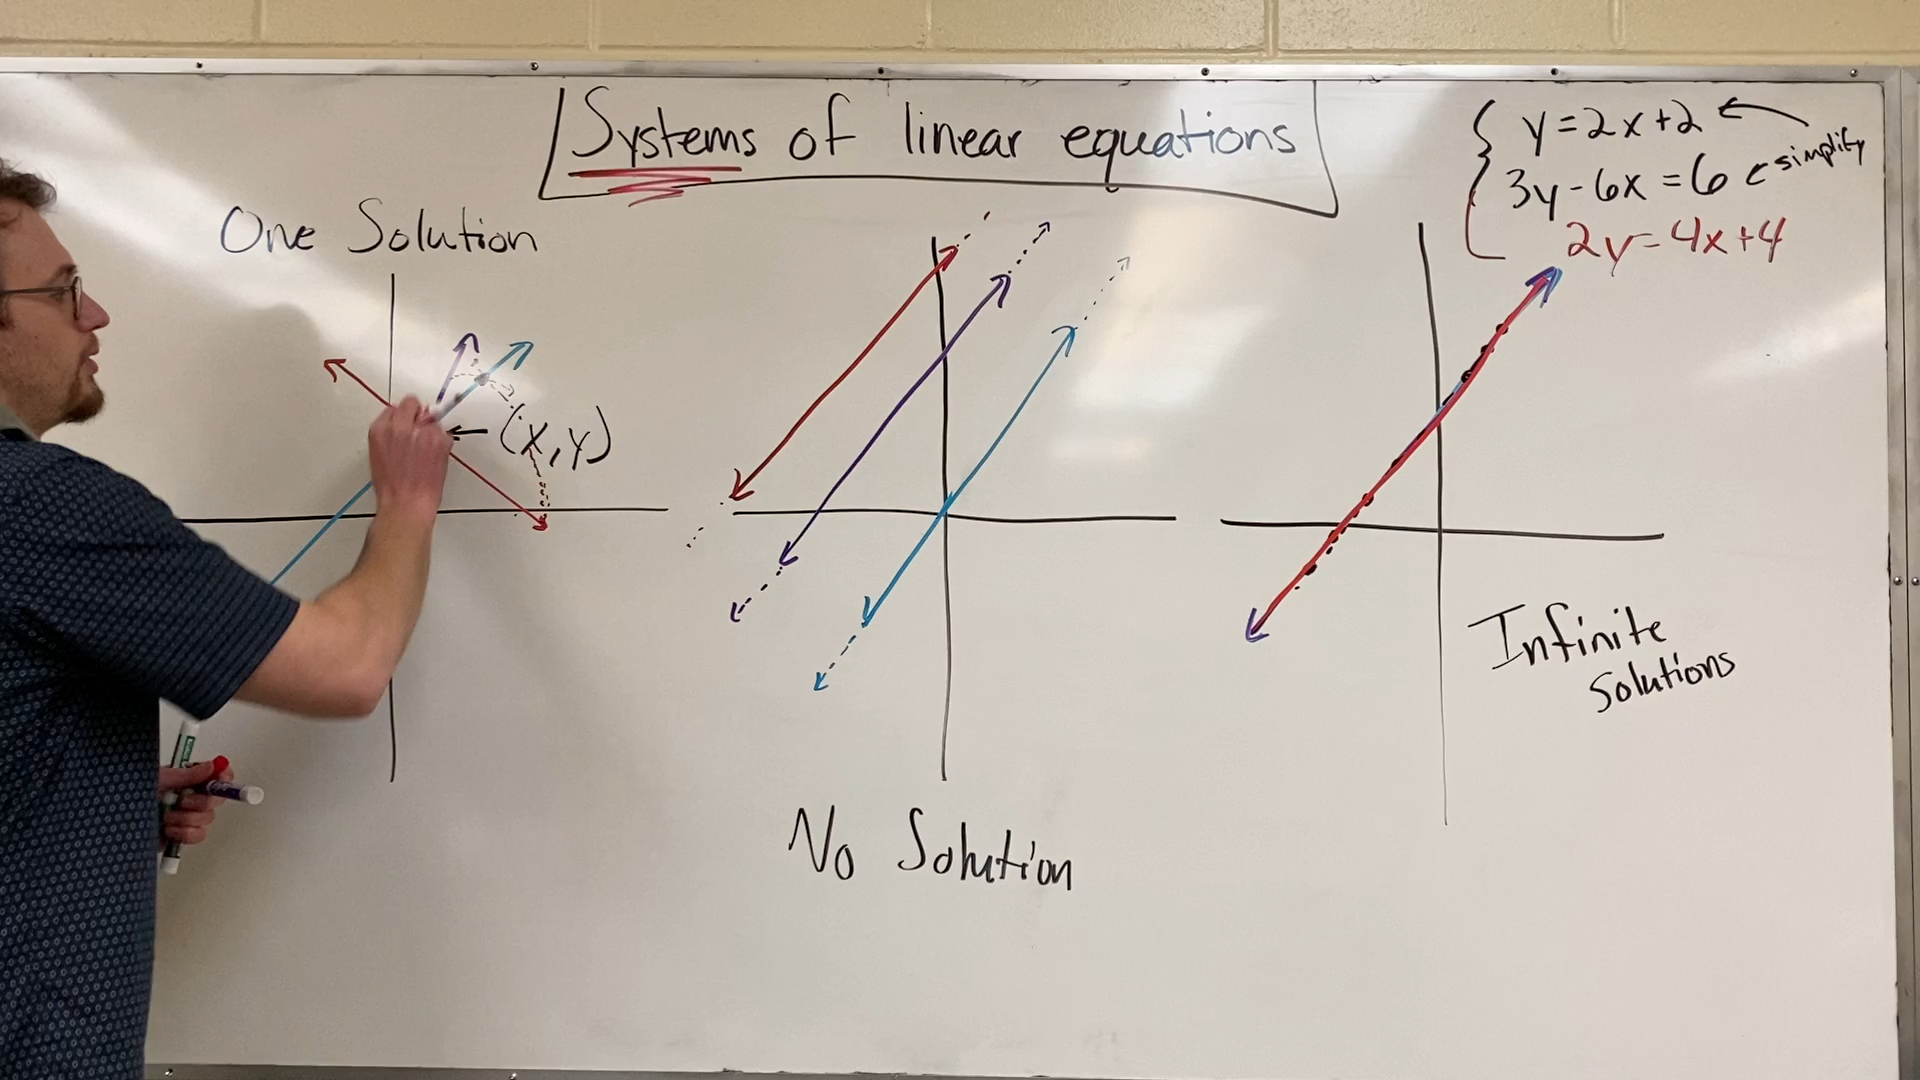 Systems of linear equations
One Solution
(x,y)
No Solution
y=2x+2
3y-6x=6
simplify
2y=4x+4
Infinite
Solutions